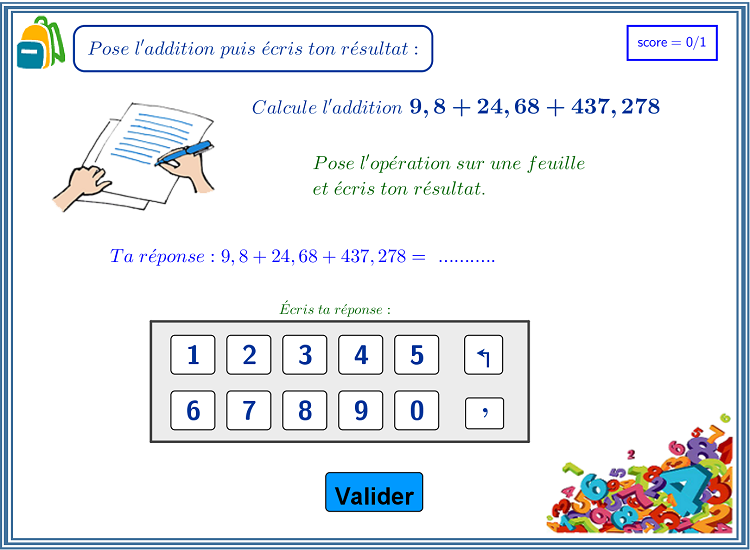 Pose l'addition puis écris ton résultat :
score = 0/1
Calcule l'addition 9, 8 + 24, 68 + 437, 278
Pose l'opération sur une feuille
et écris ton résultat.
Ta réponse : 9, 8 + 24, 68 + 437, 278 = ...........
Écris ta réponse :
1 2 3 4 5 ↰
6 7 8 9 0 ,
Valider